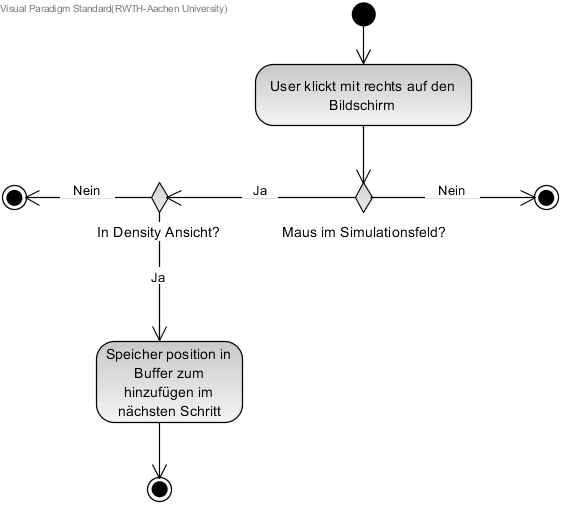 Visual Paradigm Standard(RWTH-Aachen University)
User klickt mit rechts auf den
Bildschirm
Nein
Ja
Nein
In Density Ansicht?
Maus im Simulationsfeld?
Ja
Speicher position in
Buffer zum
hinzufügen im
nächsten Schritt